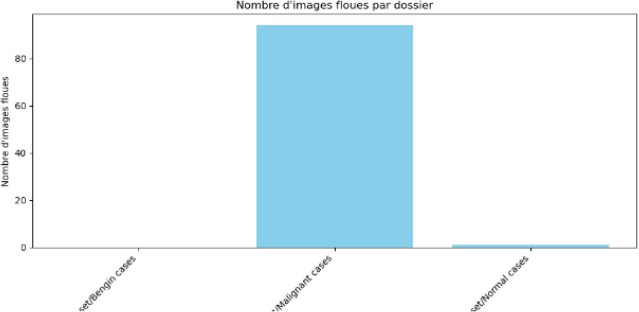 Nombre d'images floues par dossier
Nombre d'images floues
80
60
40
20
0
set/Bengin cases
t/Malignant cases
set/Normal cases